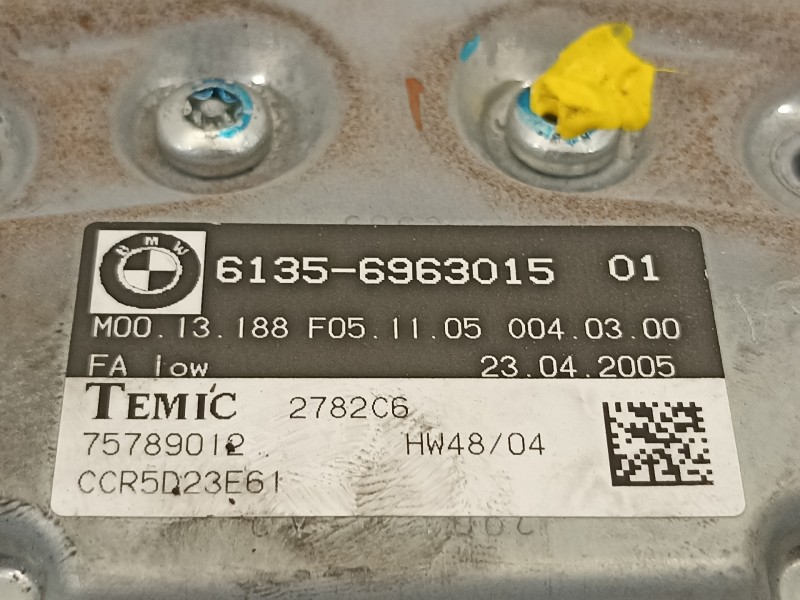 BMW
6135-6963015 01
M00.13.188 F05.11.05 004.03.00
FA low 23.04.2005
TEMIC 2782C6
75789012 HW48/04
CCR5D23E61